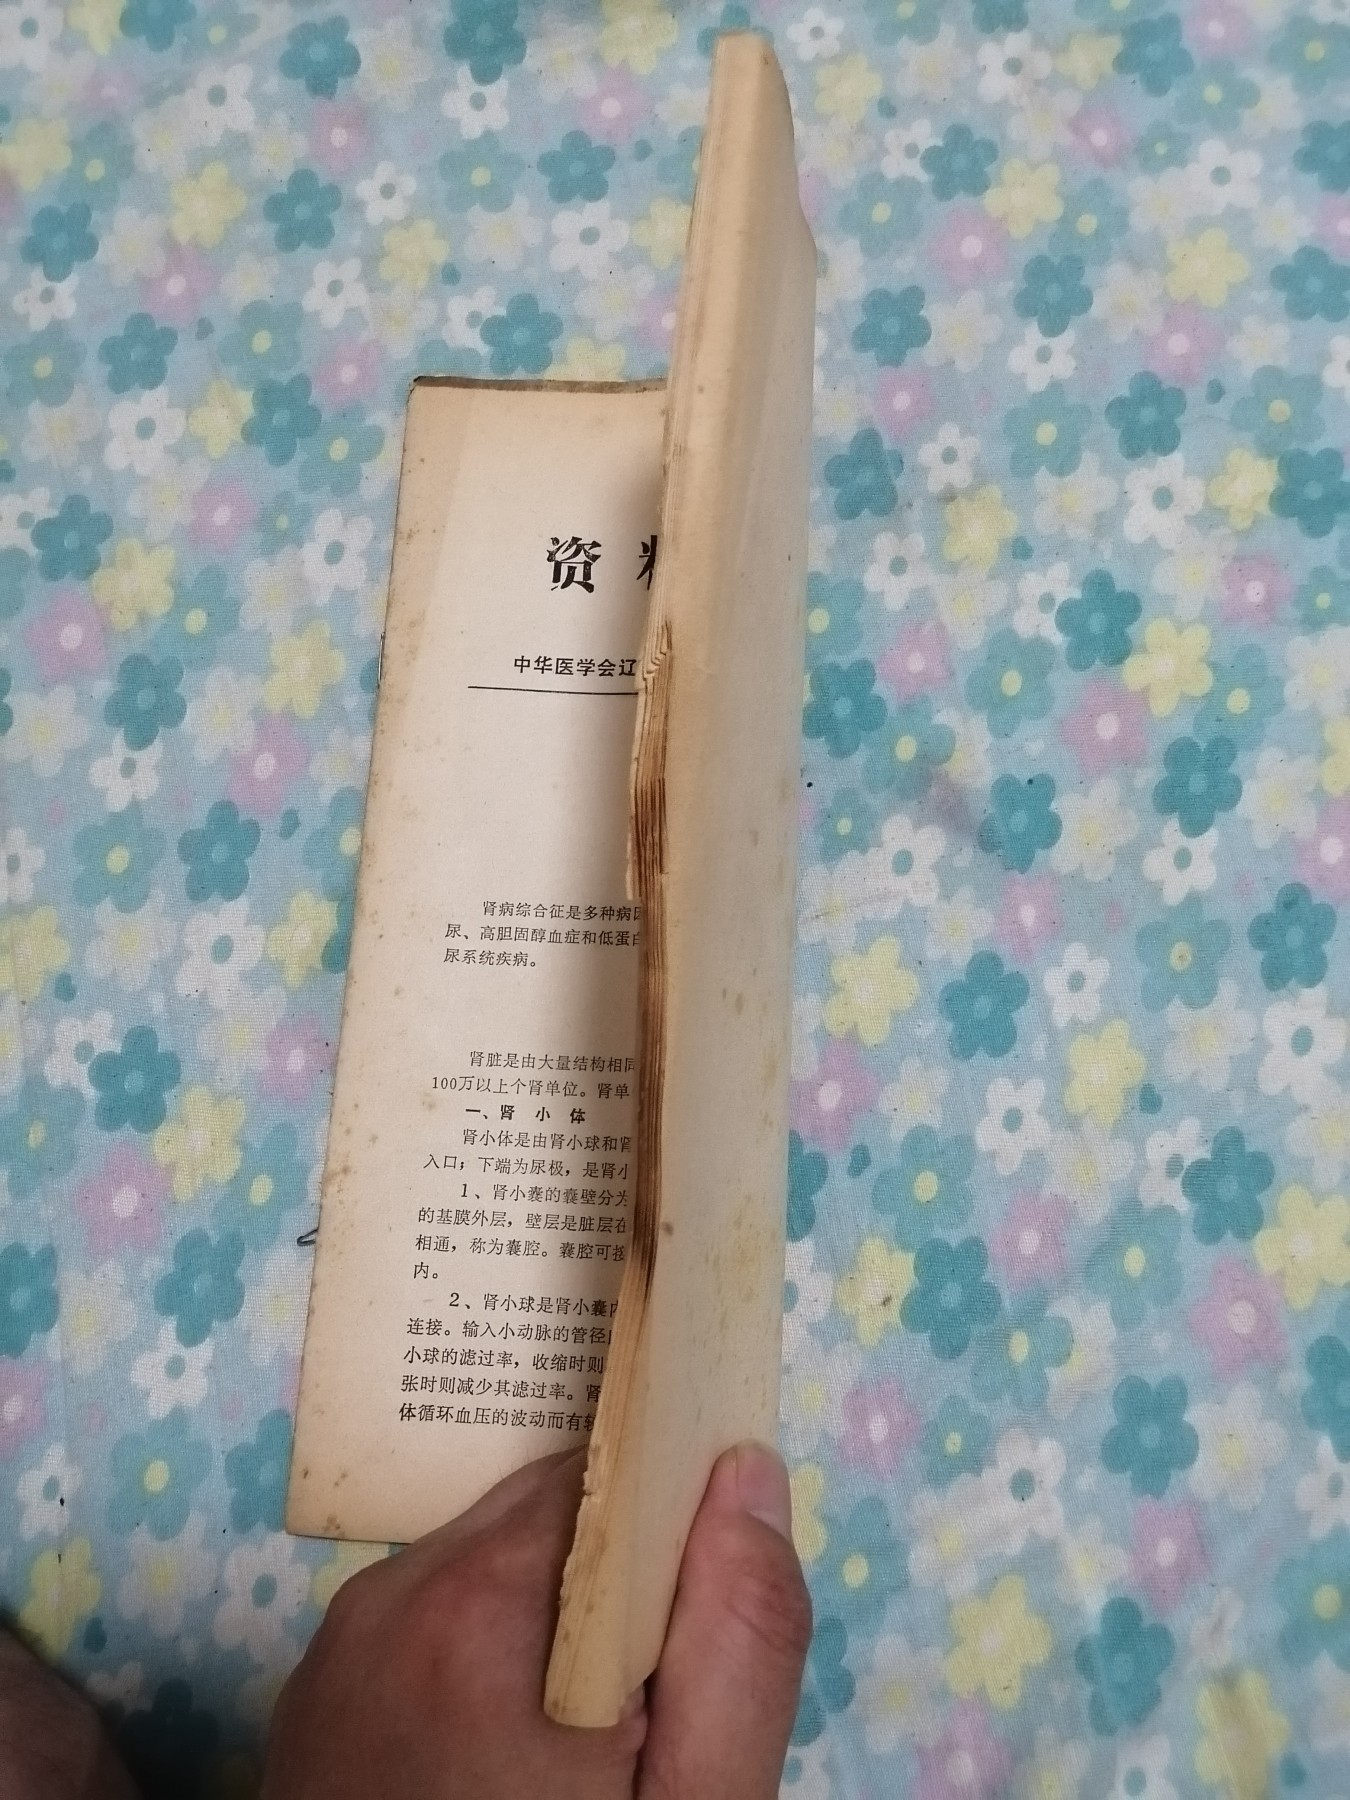 资
中华医学会辽
肾病综合征是多种病因
尿、高胆固醇血症和低蛋白
尿系统疾病。
肾脏是由大量结构相同
100万以上个肾单位。肾单
一、肾 小 体
肾小体是由肾小球和肾
入口；下端为尿极，是肾小
1、肾小囊的囊壁分为
的基膜外层，壁层是脏层在
相通，称为囊腔。囊腔可接
内。
2、肾小球是肾小囊内
连接。输入小动脉的管径
小球的滤过率，收缩时则
张时则减少其滤过率。肾
体循环血压的波动而有较